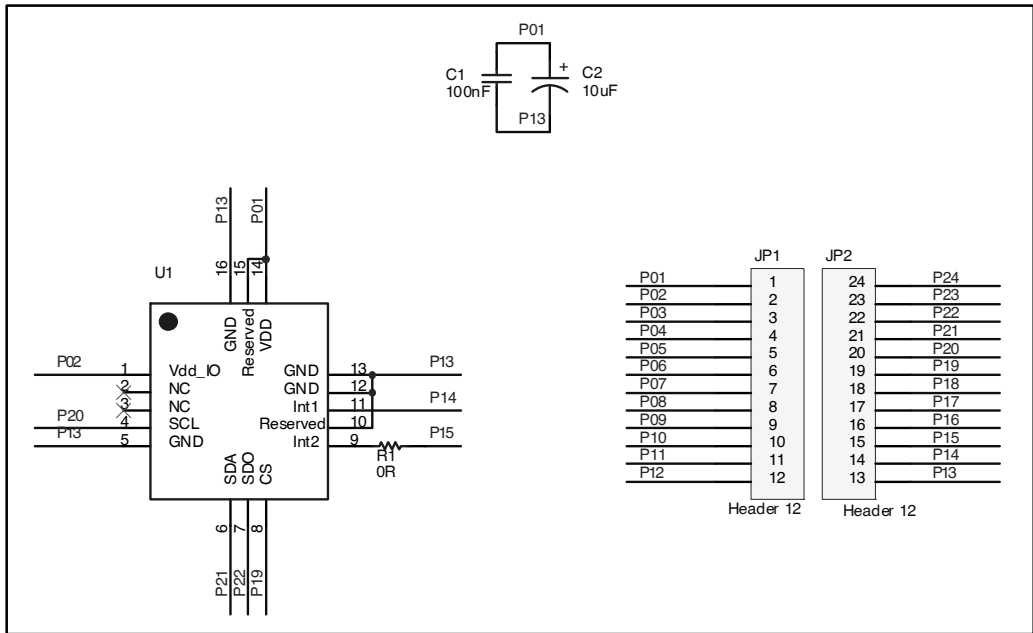 P01
C1
100nF
+
C2
10uF
P13
P13
P01
16
15
14
U1
GND
Reserved
VDD
P02
1
Vdd_IO
GND
13
P13
2
NC
GND
12
3
NC
Int1
11
P14
P20
4
SCL
Reserved
10
P13
5
GND
Int2
9
P15
R1
0R
SDA
SDO
CS
6
7
8
P21
P22
P19
JP1
JP2
P01 1 24 P24
P02 2 23 P23
P03 3 22 P22
P04 4 21 P21
P05 5 20 P20
P06 6 19 P19
P07 7 18 P18
P08 8 17 P17
P09 9 16 P16
P10 10 15 P15
P11 11 14 P14
P12 12 13 P13
Header 12
Header 12